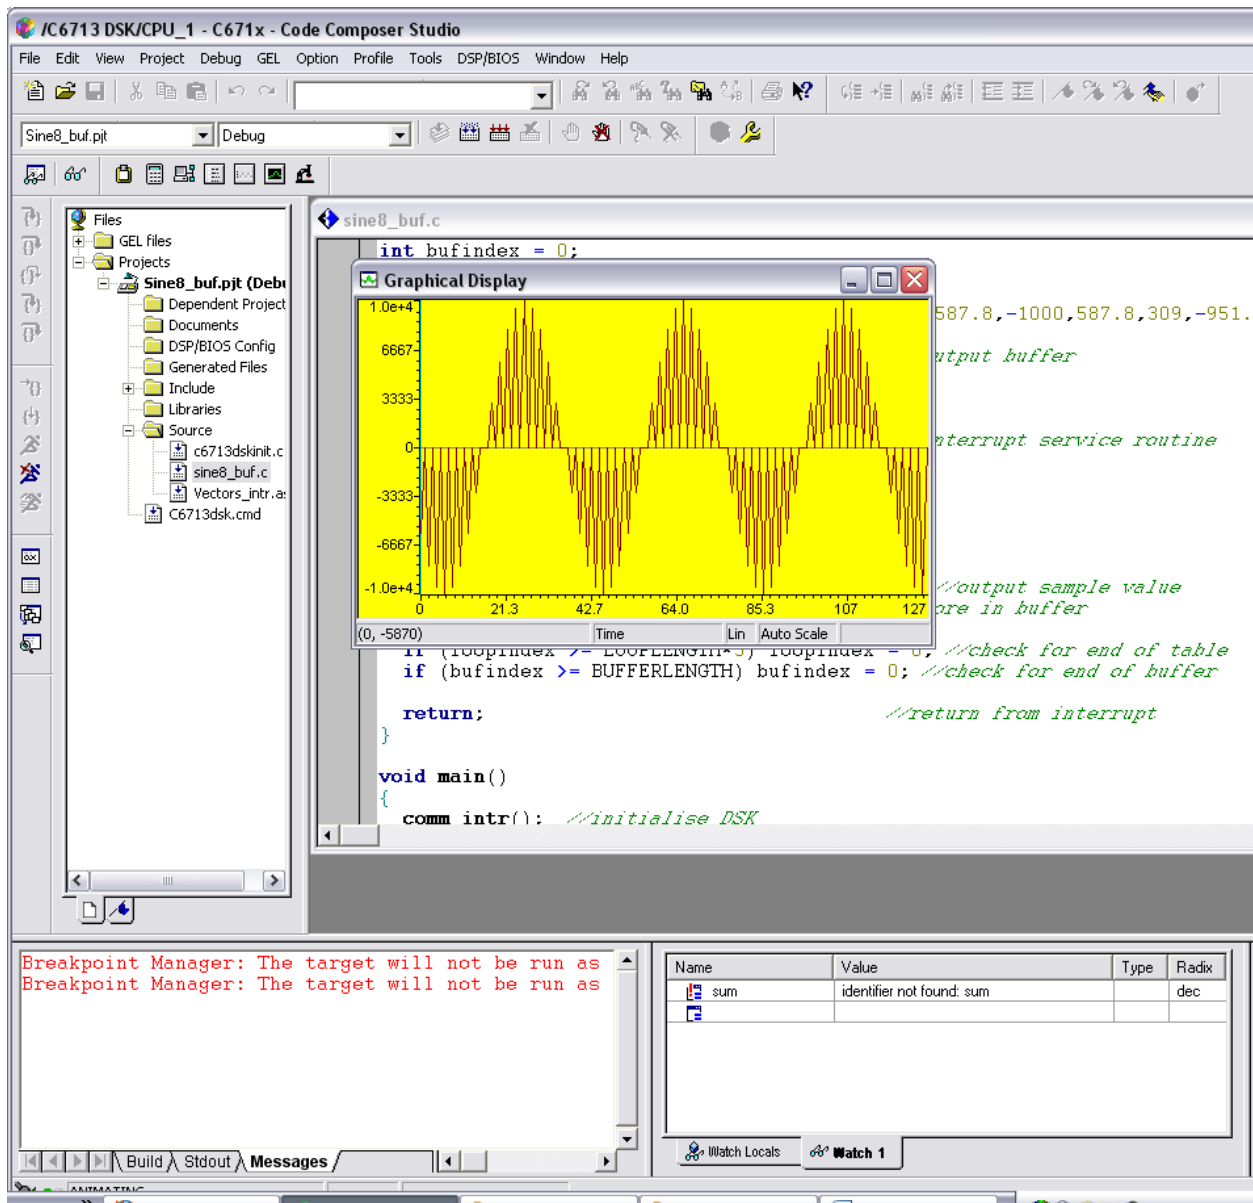 /C6713 DSK/CPU_1 - C671x - Code Composer Studio
File Edit View Project Debug GEL Option Profile Tools DSP/BIOS Window Help
Sine8_buf.pjt Debug
Files
GEL files
Projects
Sine8_buf.pjt (Debu
Dependent Project
Documents
DSP/BIOS Config
Generated Files
Include
Libraries
Source
c6713dskinit.c
sine8_buf.c
Vectors_intr.as
C6713dsk.cmd
sine8_buf.c
int bufindex = 0;
587.8,-1000,587.8,309,-951.
utput buffer
nterrupt service routine
//output sample value
ore in buffer
if (loopindex >= LOOPLENGTH*5) loopindex = 0; //check for end of table
if (bufindex >= BUFFERLENGTH) bufindex = 0; //check for end of buffer
return; //return from interrupt
}
void main()
{
comm_intr(); //initialise DSK
Graphical Display
1.0e+4
6667
3333
0
-3333
-6667
-1.0e+4
0 21.3 42.7 64.0 85.3 107 127
(0, -5870) Time Lin Auto Scale
Breakpoint Manager: The target will not be run as
Breakpoint Manager: The target will not be run as
Build Stdout Messages
Name Value Type Radix
sum identifier not found: sum dec
Watch Locals Watch 1
ANIMATING